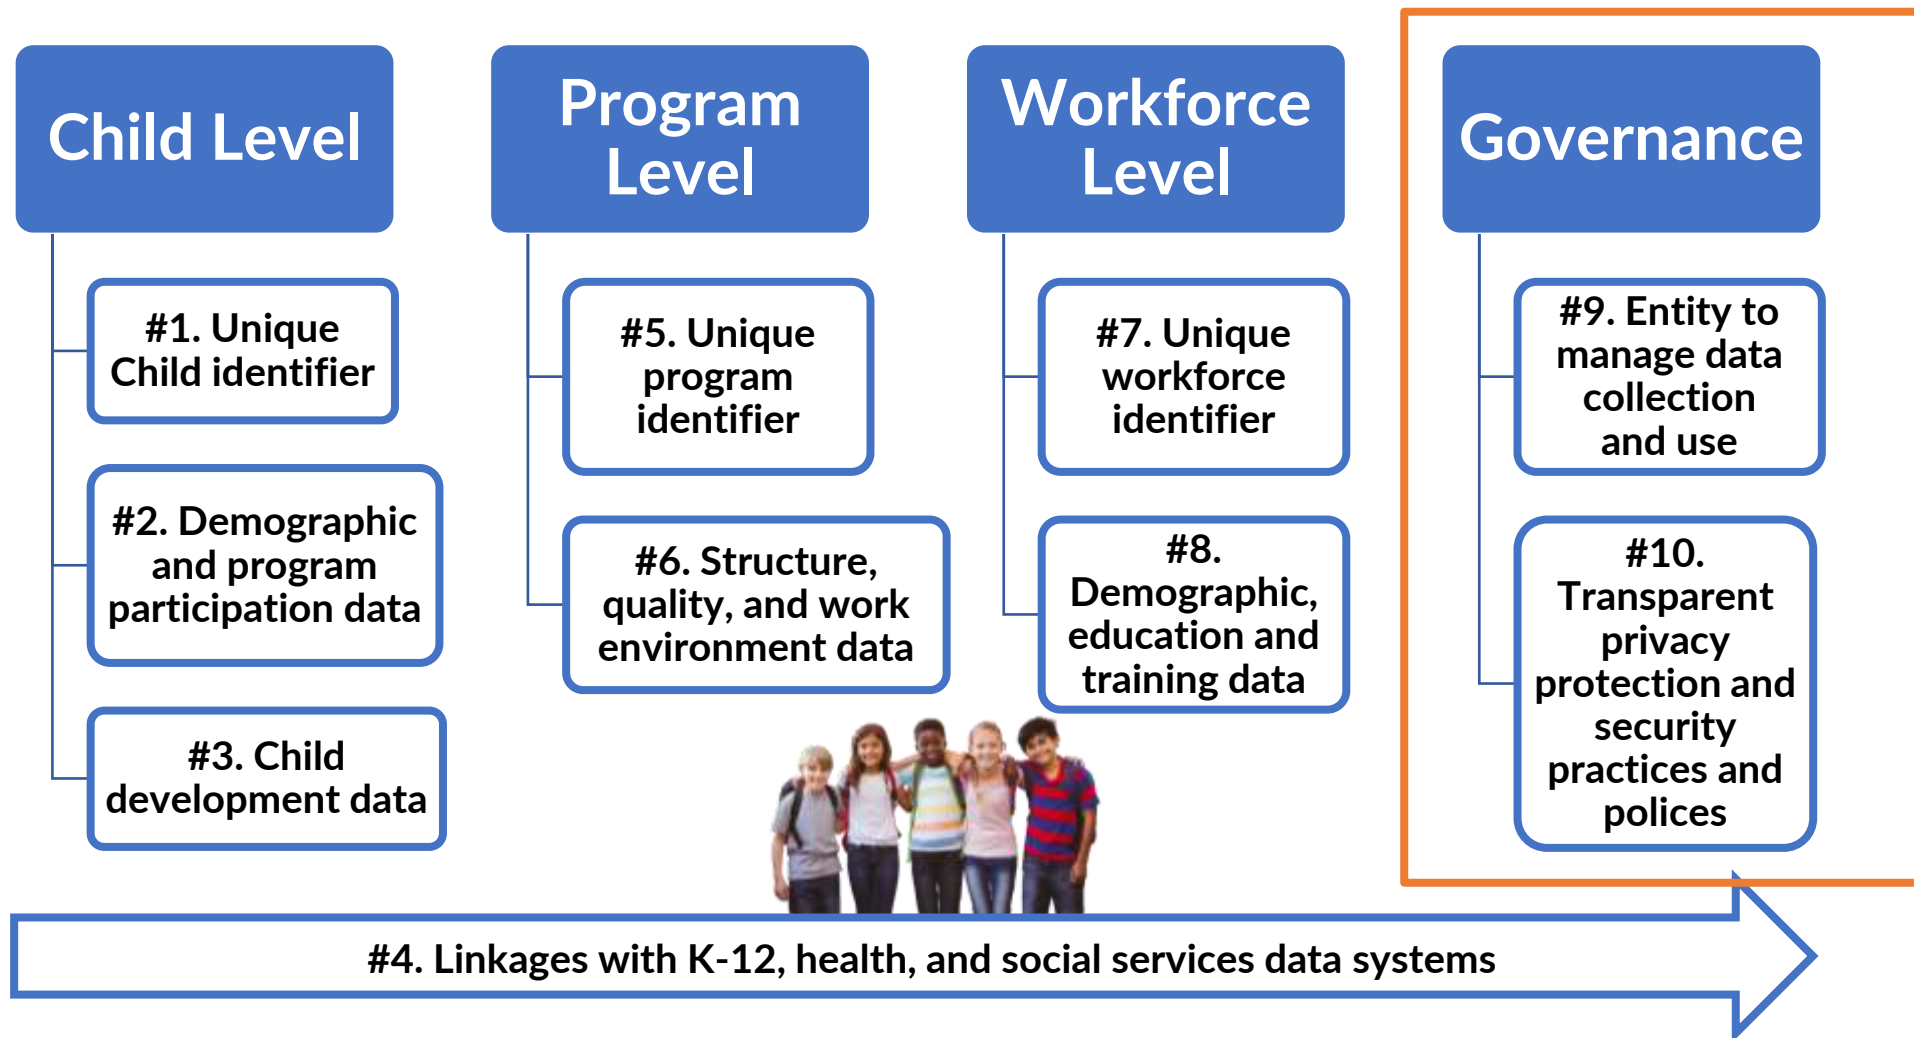 Child Level
#1. Unique
Child identifier
#2. Demographic
and program
participation data
#3. Child
development data
Program
Level
#5. Unique
program
identifier
#6. Structure,
quality, and work
environment data
Workforce
Level
#7. Unique
workforce
identifier
#8.
Demographic,
education and
training data
Governance
#9. Entity to
manage data
collection
and use
#10.
Transparent
privacy
protection and
security
practices and
polices
#4. Linkages with K-12, health, and social services data systems